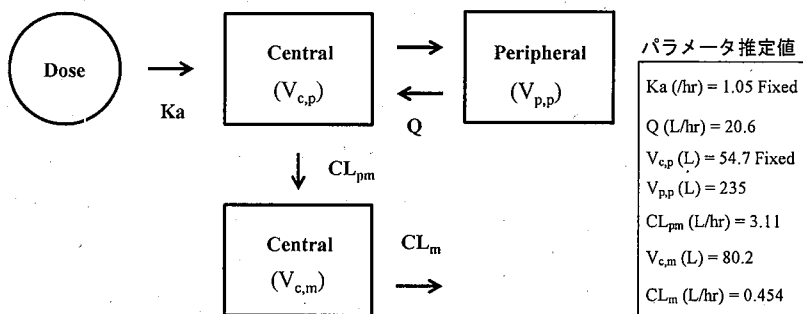 Dose
Ka
Central
(Vc,p)
Q
Peripheral
(Vp,p)
CLpm
Central
(Vc,m)
CLm
パラメータ推定値
Ka (/hr) = 1.05 Fixed
Q (L/hr) = 20.6
Vc,p (L) = 54.7 Fixed
Vp,p (L) = 235
CLpm (L/hr) = 3.11
Vc,m (L) = 80.2
CLm (L/hr) = 0.454